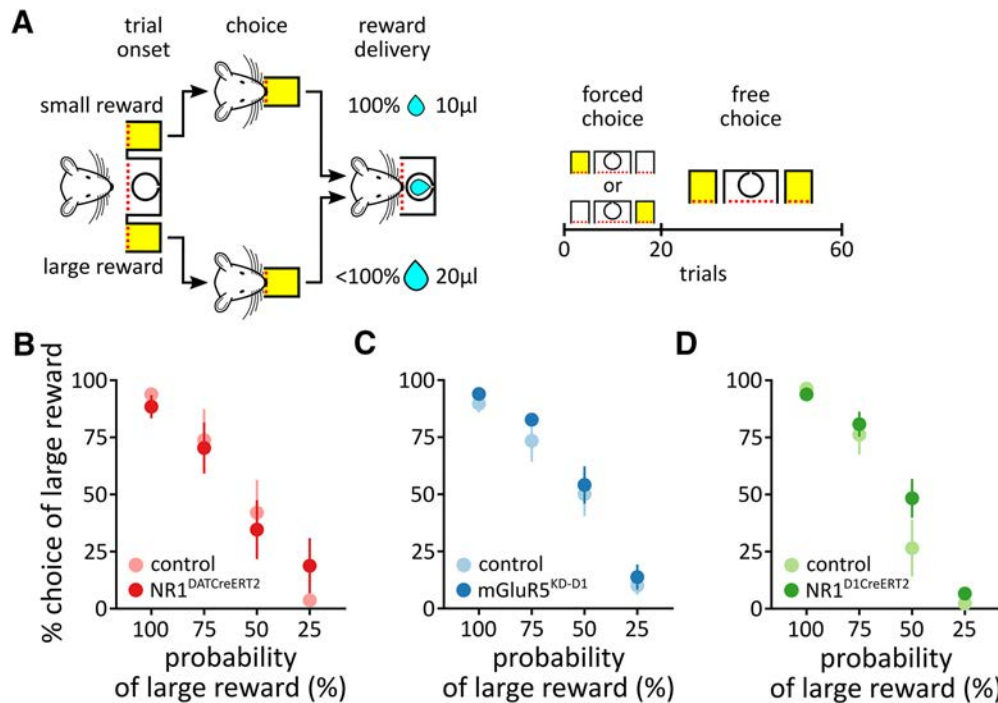 A
trial
onset
choice
reward
delivery
small reward
100% 10µl
large reward
<100% 20µl
forced
choice
free
choice
or
0 20 60
trials
B
% choice of large reward
100
75
50
25
0
control
NR1DATCreERT2
100 75 50 25
probability
of large reward (%)
C
100
75
50
25
0
control
mGluR5KD-D1
100 75 50 25
probability
of large reward (%)
D
100
75
50
25
0
control
NR1D1CreERT2
100 75 50 25
probability
of large reward (%)